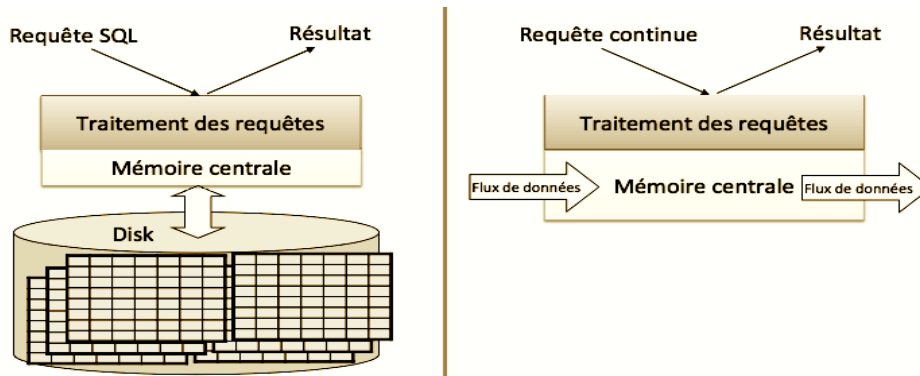 Requête SQL
Résultat
Traitement des requêtes
Mémoire centrale
Disk
Requête continue
Résultat
Traitement des requêtes
Flux de données
Mémoire centrale
Flux de données